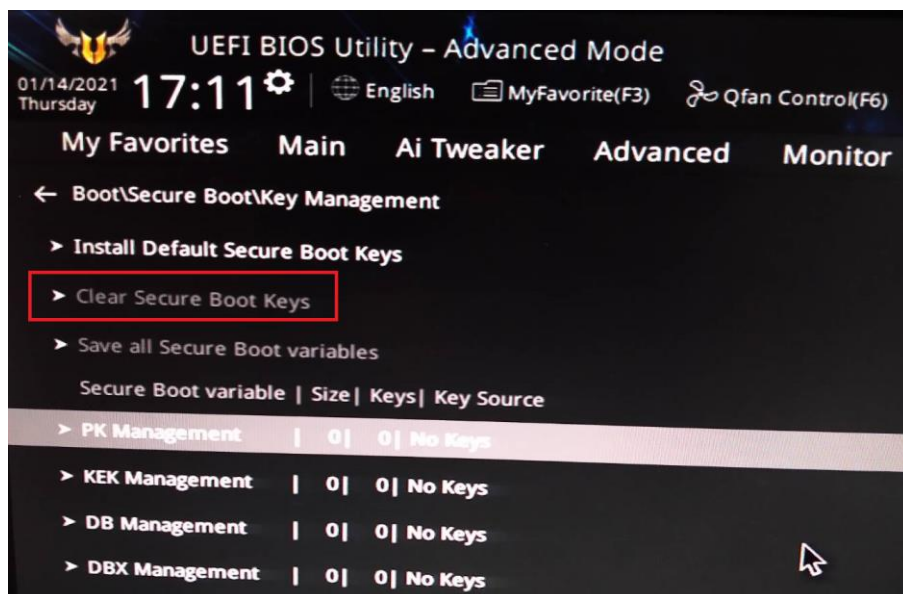 UEFI BIOS Utility – Advanced Mode
01/14/2021
Thursday
17:11
English
MyFavorite(F3)
Qfan Control(F6)
My Favorites Main Ai Tweaker Advanced Monitor
← Boot\Secure Boot\Key Management
➤ Install Default Secure Boot Keys
➤ Clear Secure Boot Keys
➤ Save all Secure Boot variables
Secure Boot variable | Size| Keys| Key Source
➤ PK Management | 0| 0| No Keys
➤ KEK Management | 0| 0| No Keys
➤ DB Management | 0| 0| No Keys
➤ DBX Management | 0| 0| No Keys